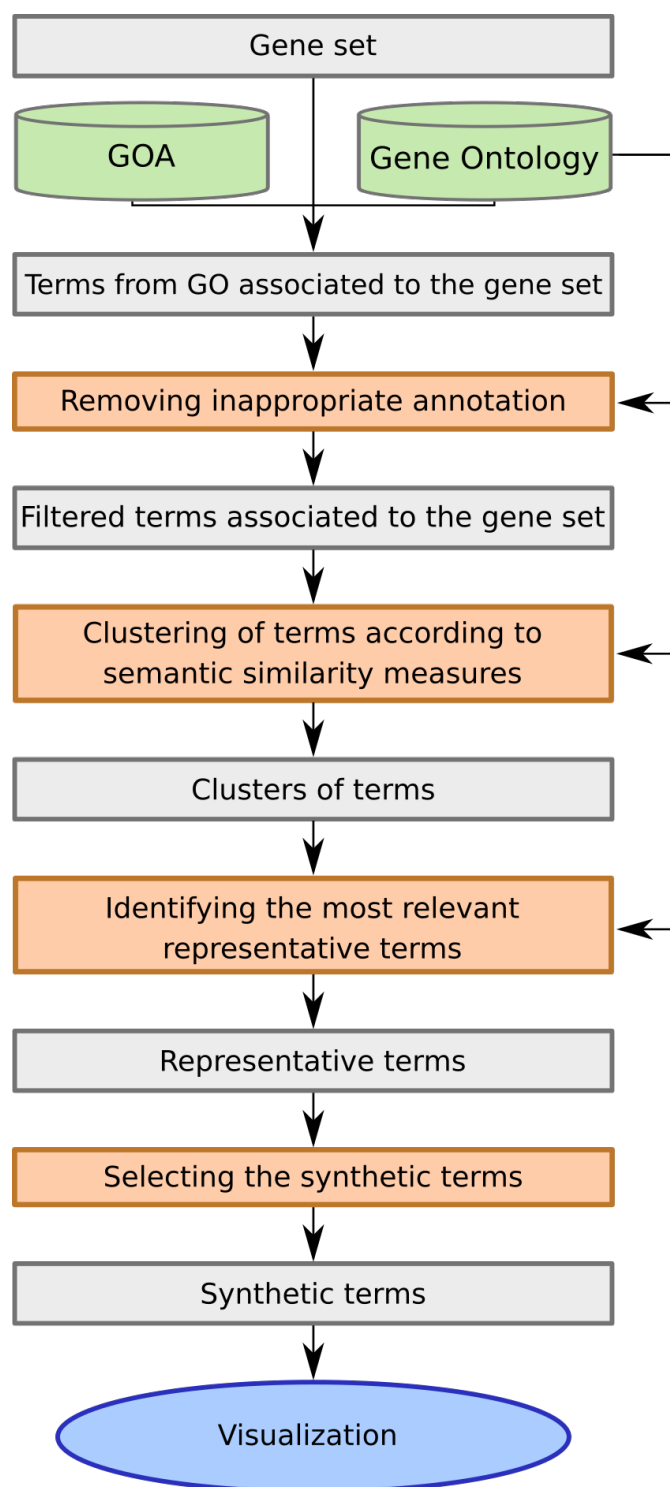 Gene set
GOA
Gene Ontology
Terms from GO associated to the gene set
Removing inappropriate annotation
Filtered terms associated to the gene set
Clustering of terms according to
semantic similarity measures
Clusters of terms
Identifying the most relevant
representative terms
Representative terms
Selecting the synthetic terms
Synthetic terms
Visualization